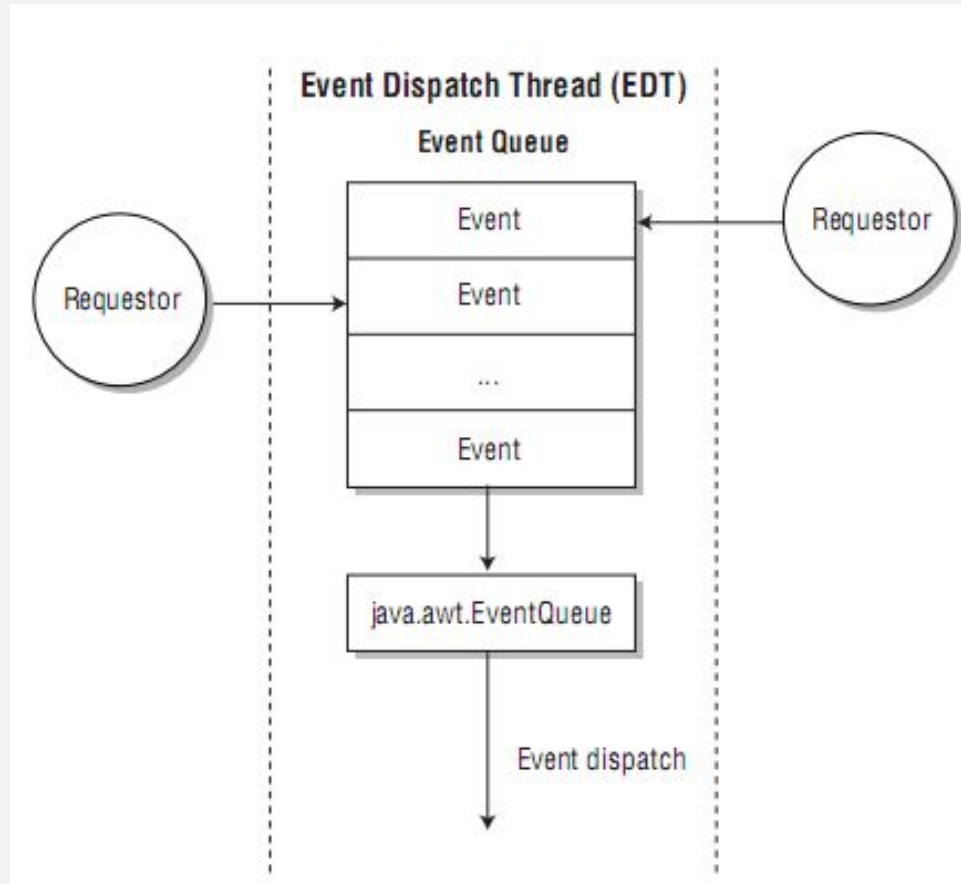 Event Dispatch Thread (EDT)
Event Queue
Event
Requestor
Requestor
Event
...
Event
java.awt.EventQueue
Event dispatch